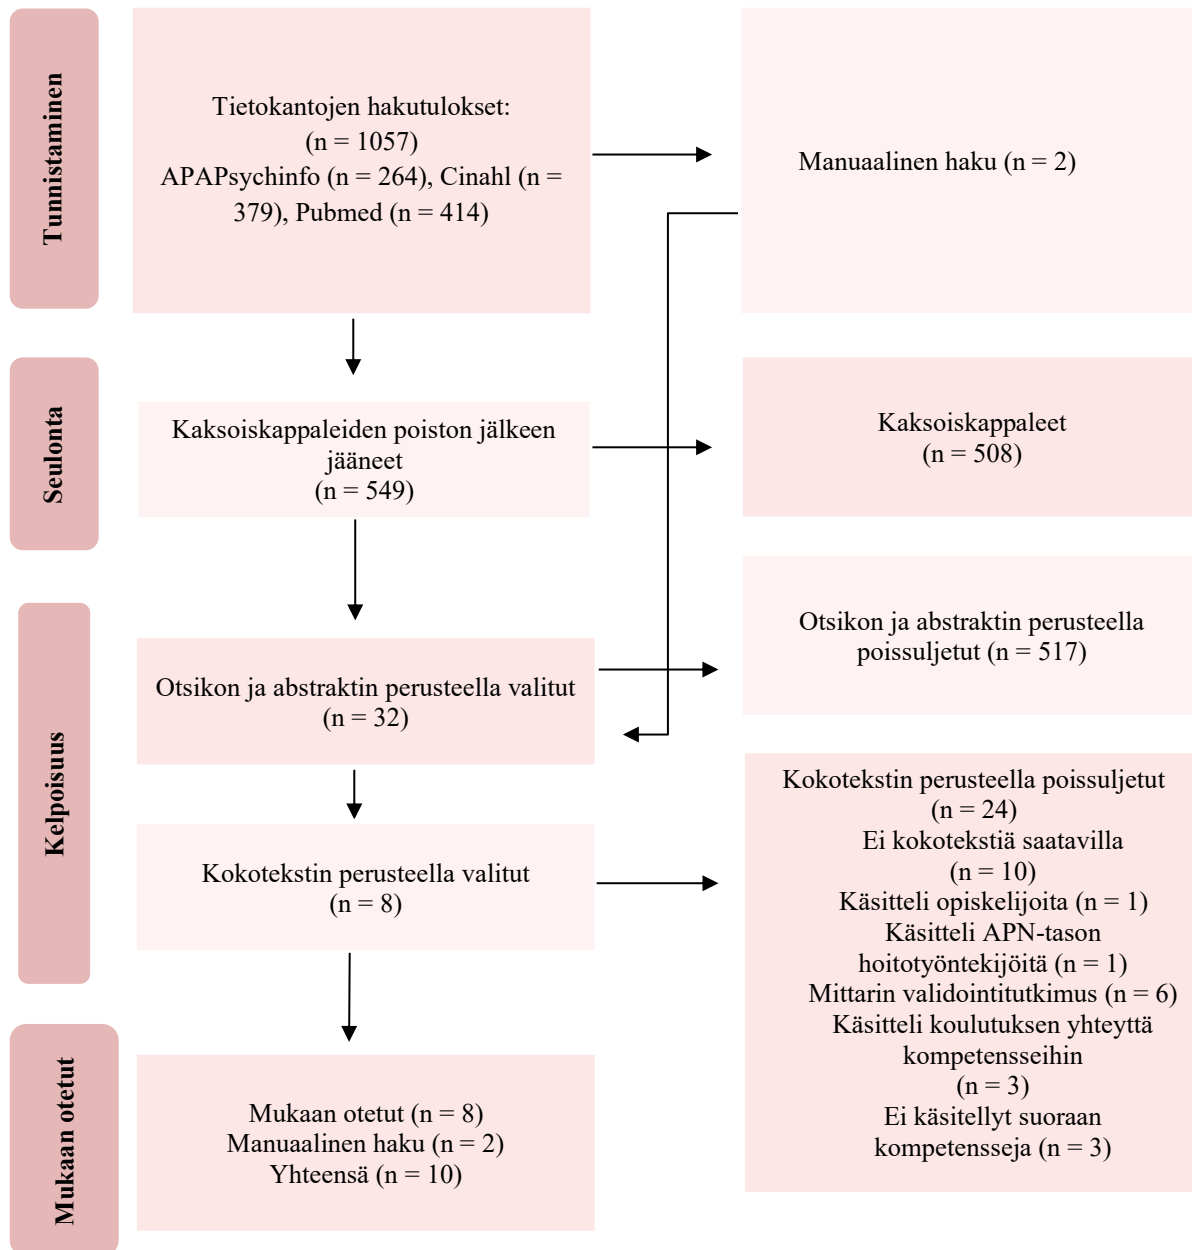 Tunnistaminen
Tietokantojen hakutulokset:
(n = 1057)
APAPsychinfo (n = 264), Cinahl (n =
379), Pubmed (n = 414)
Manuaalinen haku (n = 2)
Seulonta
Kaksoiskappaleiden poiston jälkeen
jääneet
(n = 549)
Kaksoiskappaleet
(n = 508)
Kelpoisuus
Otsikon ja abstraktin perusteella valitut
(n = 32)
Otsikon ja abstraktin perusteella
poissuljetut (n = 517)
Kokotekstin perusteella valitut
(n = 8)
Kokotekstin perusteella poissuljetut
(n = 24)
Ei kokotekstiä saatavilla
(n = 10)
Käsitteli opiskelijoita (n = 1)
Käsitteli APN-tason
hoitotyöntekijöitä (n = 1)
Mittarin validointitutkimus (n = 6)
Käsitteli koulutuksen yhteyttä
kompetensseihin
(n = 3)
Ei käsitellyt suoraan
kompetensseja (n = 3)
Mukaan otetut
Mukaan otetut (n = 8)
Manuaalinen haku (n = 2)
Yhteensä (n = 10)